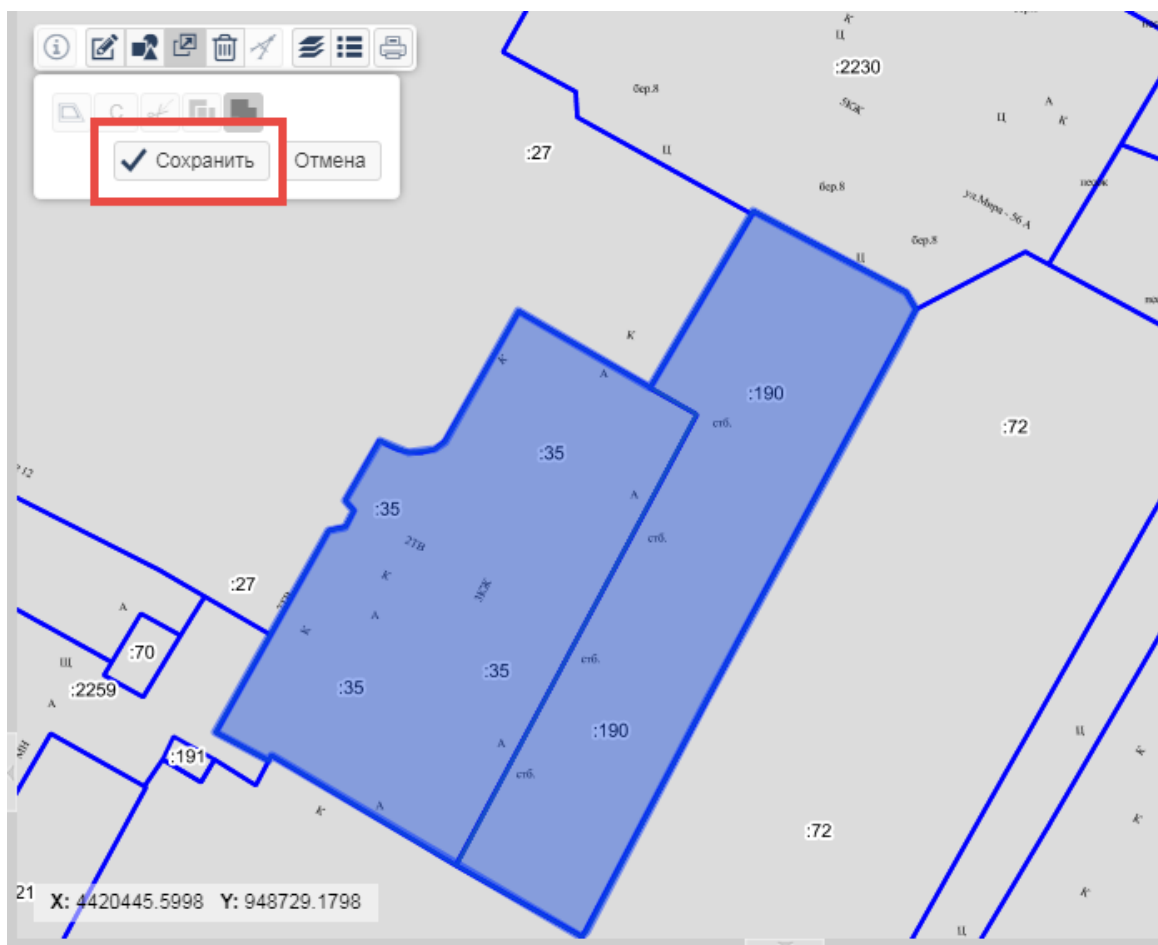 К
Ц
:2230
бер.8
5КЖ
А
Ц
К
:27
Ц
Сохранить
Отмена
бер.8
ул.Мира - 56 А
бер.8
Ц
К
К
А
:190
стб.
:72
:35
А
:35
стб.
2ТВ
К
3КЖ
:27
А
А
К
стб.
:70
Щ
:35
:35
:2259
А
:190
Ц
А
К
:191
МН
стб.
К
А
К
:72
К
21
X: 4420445.5998 Y: 948729.1798
Ц